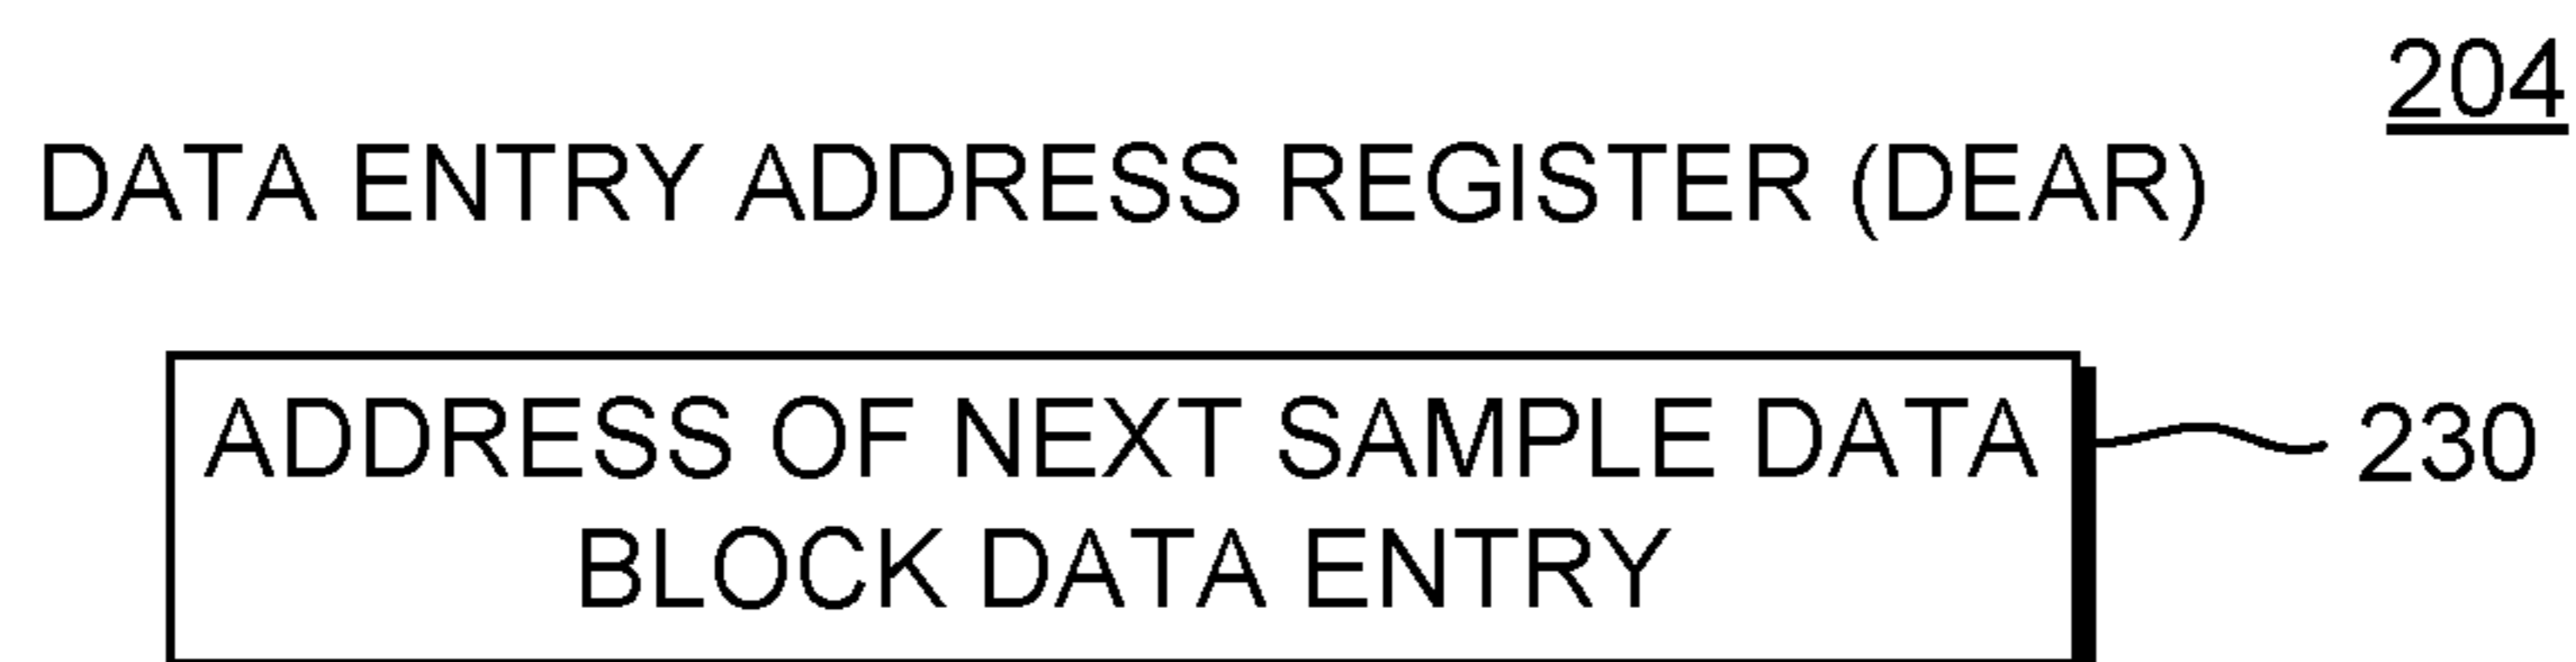 204
DATA ENTRY ADDRESS REGISTER (DEAR)
ADDRESS OF NEXT SAMPLE DATA
BLOCK DATA ENTRY
230